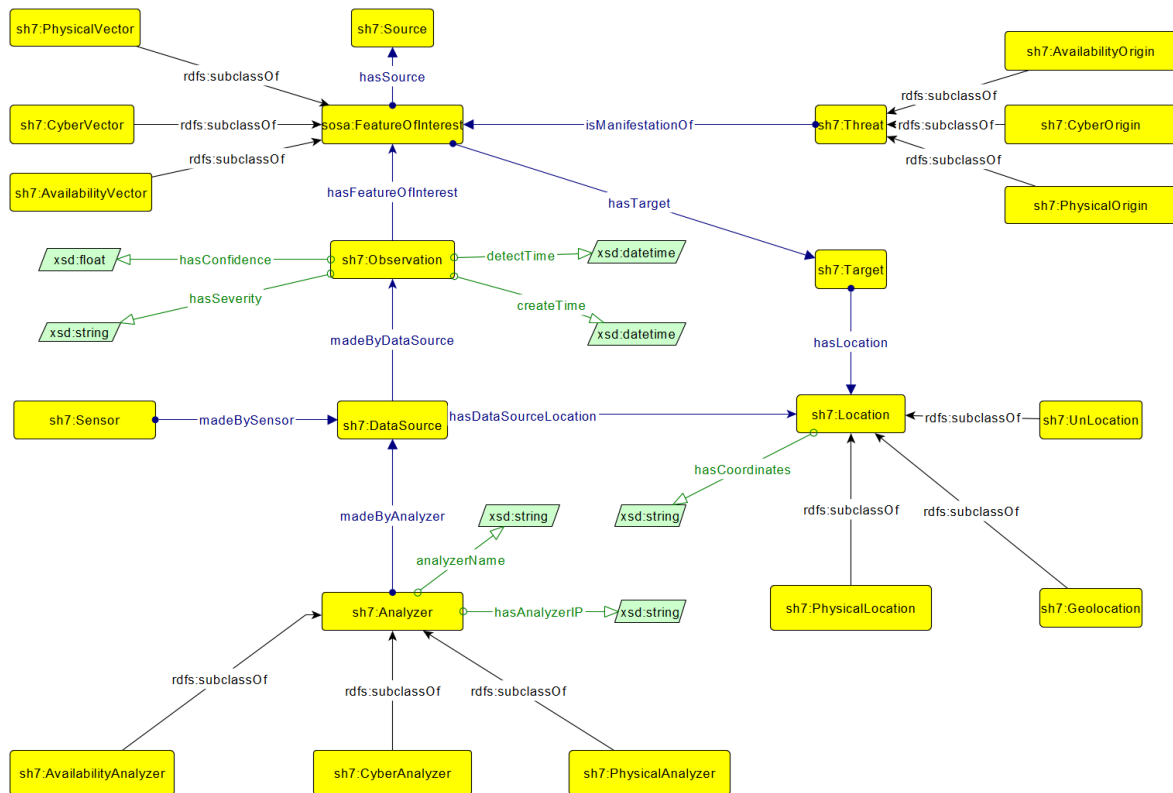 sh7:PhysicalVector
sh7:Source
sh7:AvailabilityOrigin
rdfs:subclassOf
hasSource
rdfs:subclassOf
sh7:CyberVector
rdfs:subclassOf
sosa:FeatureOfInterest
isManifestationOf
sh7:Threat
rdfs:subclassOf
sh7:CyberOrigin
rdfs:subclassOf
rdfs:subclassOf
sh7:AvailabilityVector
hasFeatureOfInterest
hasTarget
sh7:PhysicalOrigin
xsd:float
hasConfidence
sh7:Observation
detectTime
xsd:datetime
sh7:Target
hasSeverity
createTime
xsd:string
xsd:datetime
madeByDataSource
hasLocation
sh7:Sensor
madeBySensor
sh7:DataSource
hasDataSourceLocation
sh7:Location
rdfs:subclassOf
sh7:UnLocation
hasCoordinates
madeByAnalyzer
xsd:string
xsd:string
rdfs:subclassOf
rdfs:subclassOf
analyzerName
sh7:Analyzer
hasAnalyzerIP
xsd:string
sh7:PhysicalLocation
sh7:Geolocation
rdfs:subclassOf
rdfs:subclassOf
rdfs:subclassOf
sh7:AvailabilityAnalyzer
sh7:CyberAnalyzer
sh7:PhysicalAnalyzer